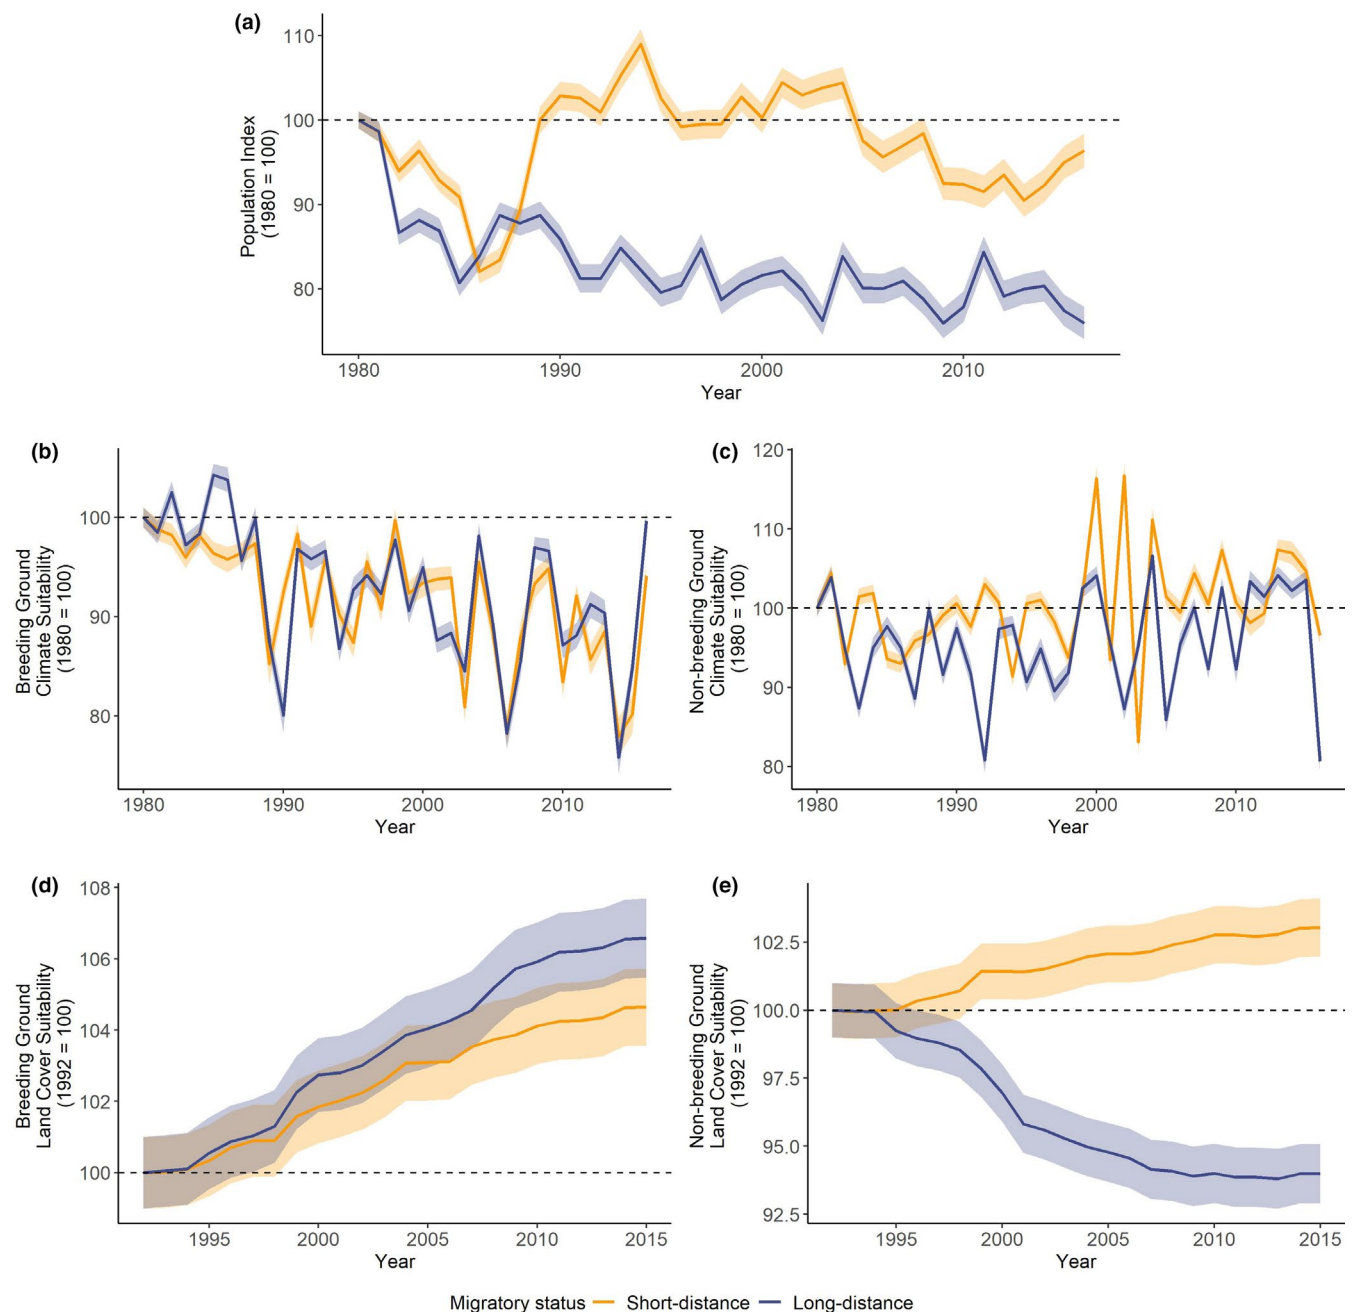 (a)
Population Index
(1980 = 100)
110
100
90
80
1980
1990
2000
2010
Year
(b)
Breeding Ground
Climate Suitability
(1980 = 100)
100
90
80
1980
1990
2000
2010
Year
(c)
Non-breeding Ground
Climate Suitability
(1980 = 100)
120
110
100
90
80
1980
1990
2000
2010
Year
(d)
Breeding Ground
Land Cover Suitability
(1992 = 100)
108
106
104
102
100
1995
2000
2005
2010
2015
Year
(e)
Non-breeding Ground
Land Cover Suitability
(1992 = 100)
102.5
100.0
97.5
95.0
92.5
1995
2000
2005
2010
2015
Year
Migratory status Short-distance Long-distance